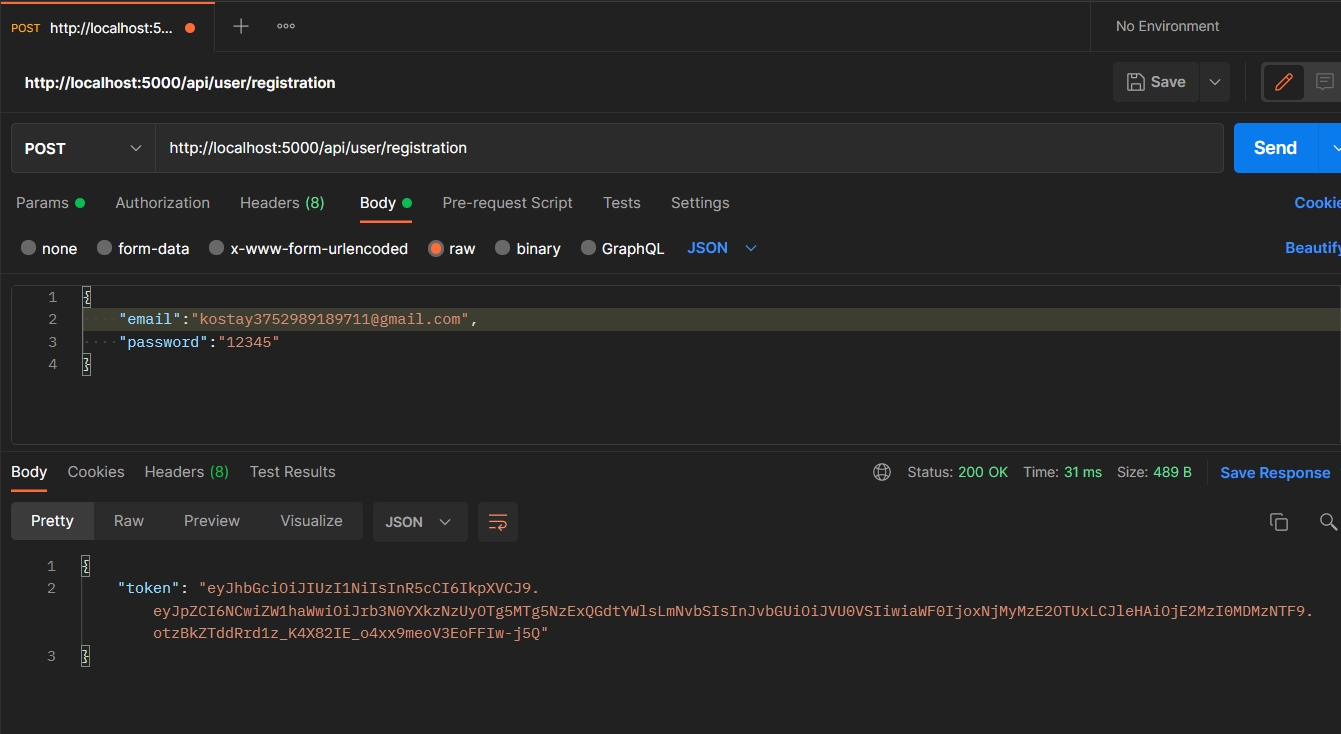 POST http://localhost:5... No Environment
http://localhost:5000/api/user/registration Save
POST http://localhost:5000/api/user/registration Send
Params Authorization Headers (8) Body Pre-request Script Tests Settings Cookie
none form-data x-www-form-urlencoded raw binary GraphQL JSON Beautify
1 {
2 "email":"kostay3752989189711@gmail.com",
3 "password":"12345"
4 }
Body Cookies Headers (8) Test Results Status: 200 OK Time: 31 ms Size: 489 B Save Response
Pretty Raw Preview Visualize JSON
1 {
2 "token": "eyJhbGciOiJIUzI1NiIsInR5cCI6IkpXVCJ9.
eyJpZCI6NCwiZW1haWwiOiJrb3N0YXkzNzUyOTg5MTg5NzExQGdtYWlsLmNvbSIsInJvbGUiOiJVU0VSIiwiaWF0IjoxNjMyMzE2OTUxLCJleHAiOjE2MzI0MDMzNTF9.
otzBkZTddRrd1z_K4X82IE_o4xx9meoV3EoFFIw-j5Q"
3 }